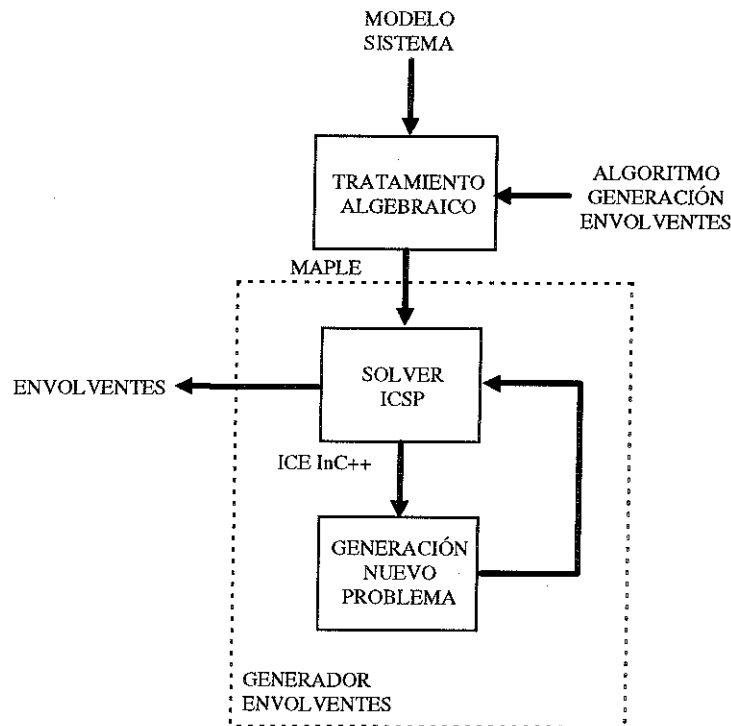 MODELO
SISTEMA
TRATAMIENTO
ALGEBRAICO
ALGORITMO
GENERACIÓN
ENVOLVENTES
MAPLE
SOLVER
ICSP
ENVOLVENTES
ICE InC++
GENERACIÓN
NUEVO
PROBLEMA
GENERADOR
ENVOLVENTES